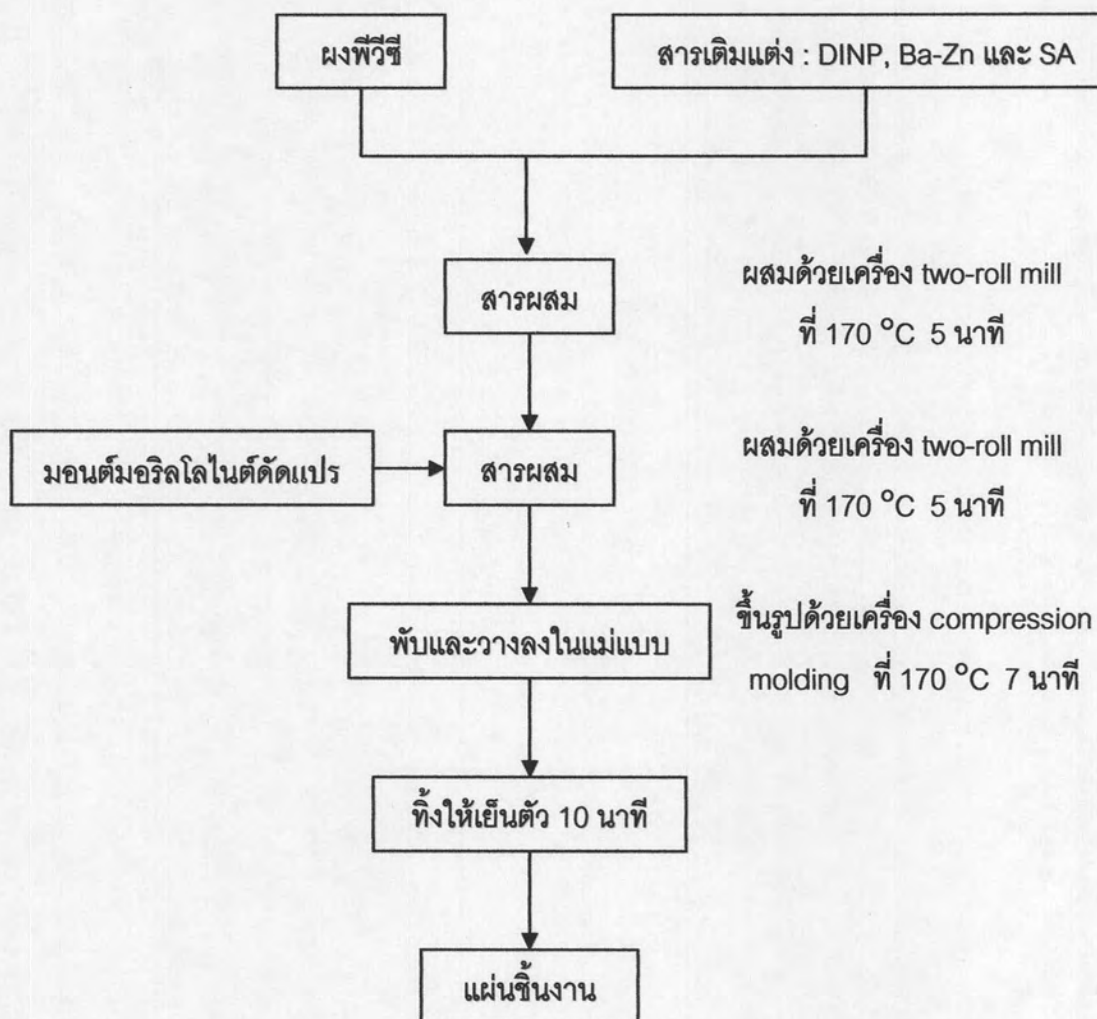 ผงพีวีซี
สารเติมแต่ง : DINP, Ba-Zn และ SA
สารผสม
ผสมด้วยเครื่อง two-roll mill
ที่ 170 °C 5 นาที
มอนต์มอริลโลไนต์ดัดแปร
สารผสม
ผสมด้วยเครื่อง two-roll mill
ที่ 170 °C 5 นาที
พับและวางลงในแม่แบบ
ขึ้นรูปด้วยเครื่อง compression
molding ที่ 170 °C 7 นาที
ทิ้งให้เย็นตัว 10 นาที
แผ่นชิ้นงาน